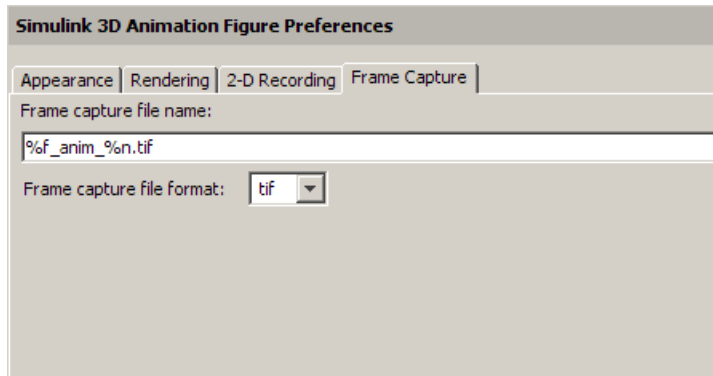 Simulink 3D Animation Figure Preferences
Appearance Rendering 2-D Recording Frame Capture
Frame capture file name:
%f_anim_%n.tif
Frame capture file format: tif